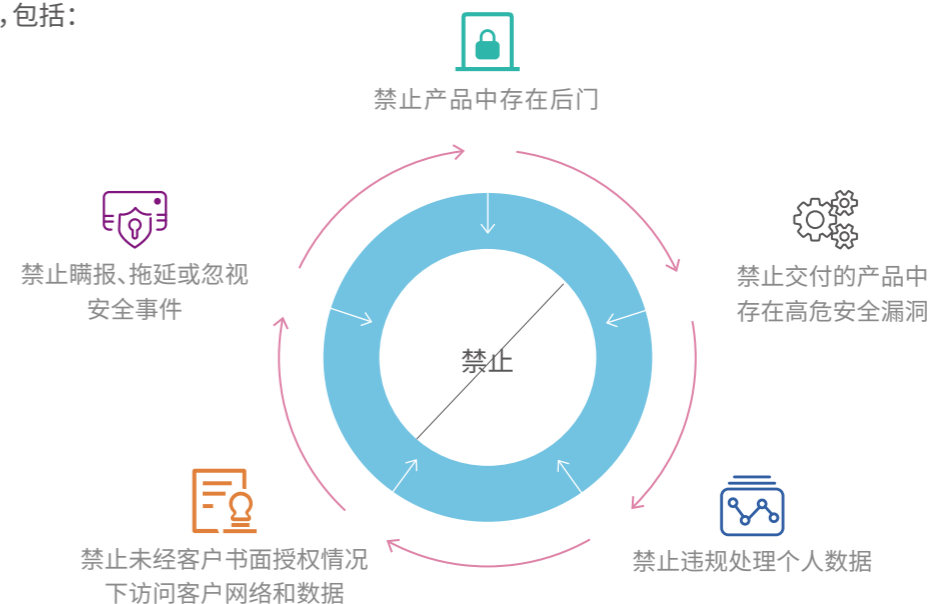 ,包括：
禁止产品中存在后门
禁止交付的产品中
存在高危安全漏洞
禁止违规处理个人数据
禁止未经客户书面授权情况
下访问客户网络和数据
禁止瞒报、拖延或忽视
安全事件
禁止